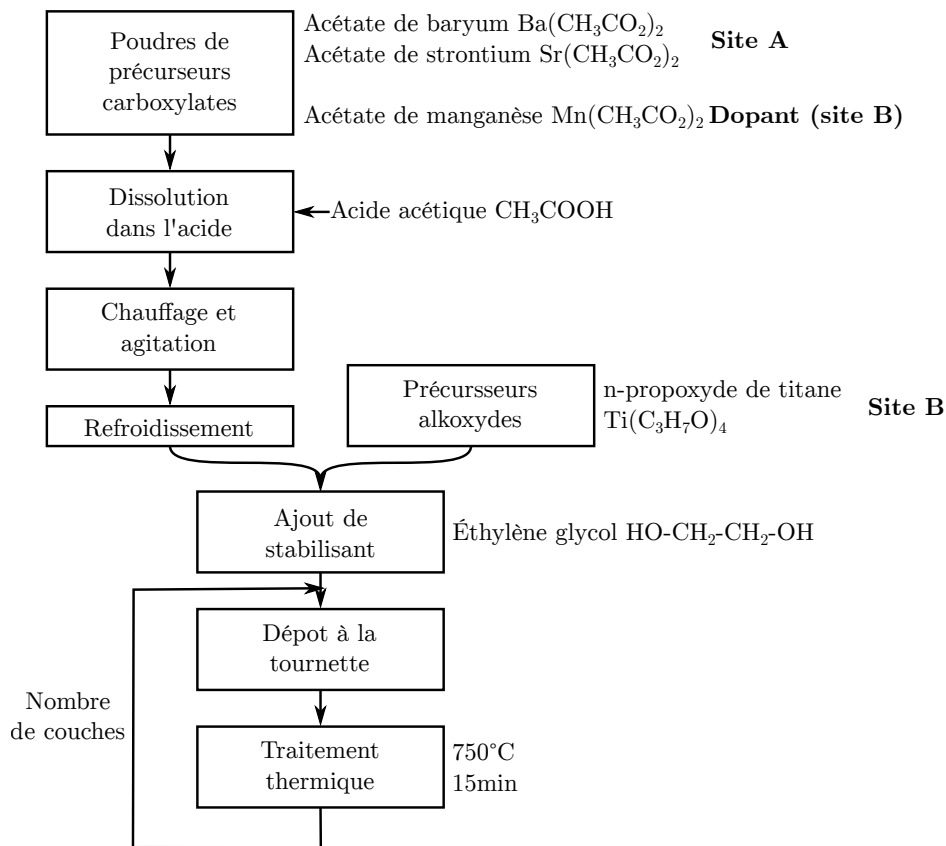 Poudres de
précurseurs
carboxylates
Acétate de baryum Ba(CH₃CO₂)₂
Acétate de strontium Sr(CH₃CO₂)₂
Site A
Acétate de manganèse Mn(CH₃CO₂)₂ Dopant (site B)
Dissolution
dans l'acide
Acide acétique CH₃COOH
Chauffage et
agitation
Refroidissement
Précursseurs
alkoxydes
n-propoxyde de titane
Ti(C₃H₇O)₄
Site B
Ajout de
stabilisant
Éthylène glycol HO-CH₂-CH₂-OH
Dépot à la
tournette
Nombre
de couches
Traitement
thermique
750°C
15min